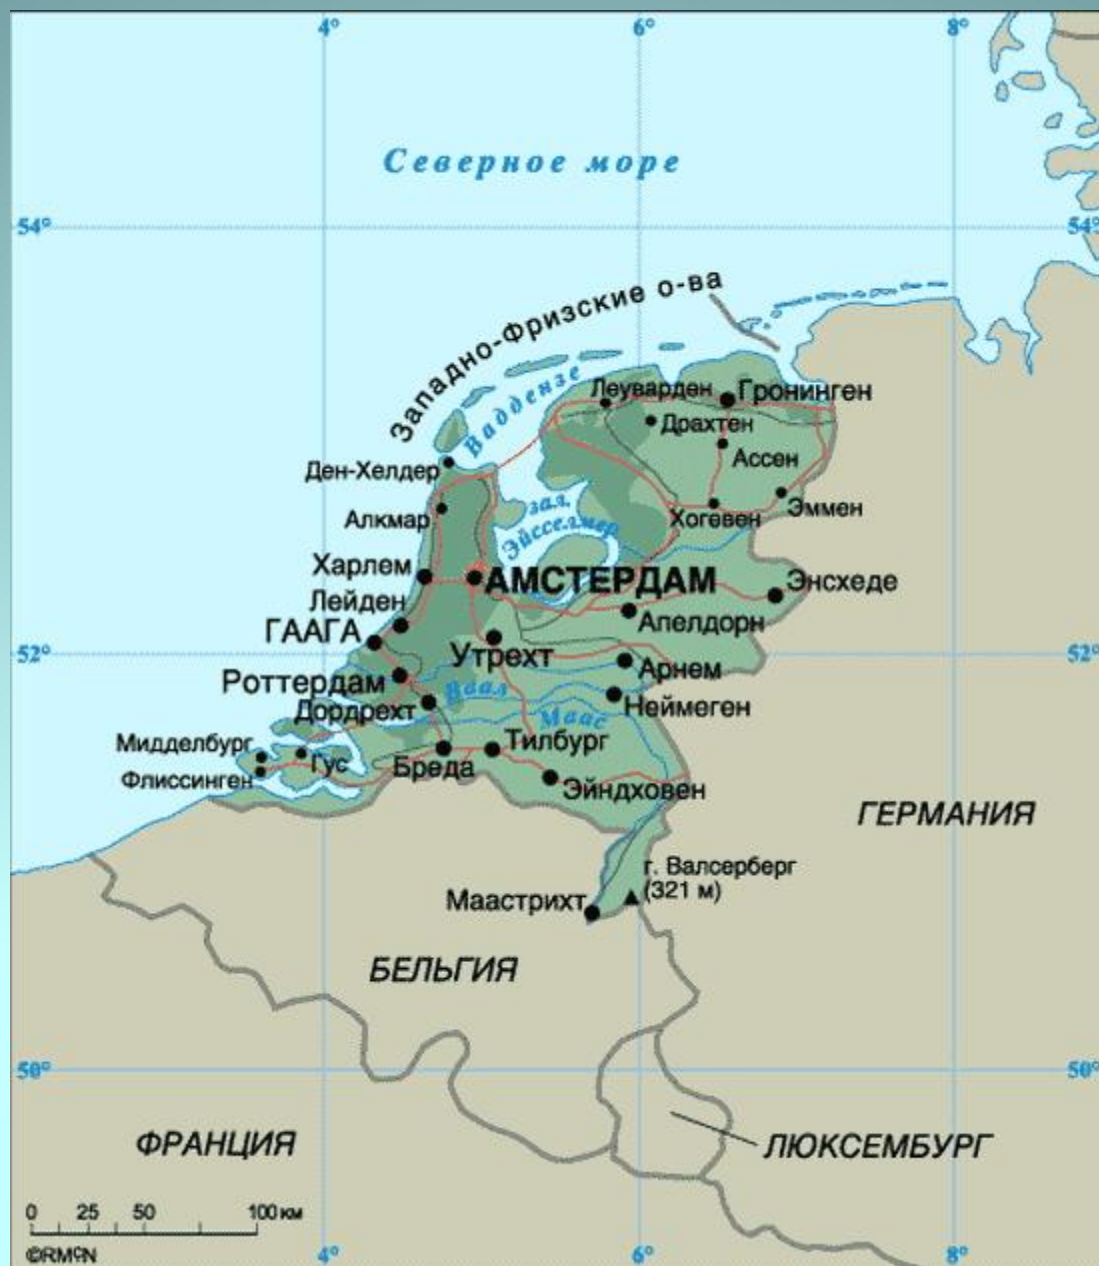 4° 6° 8°
Северное море
54° 54°
Западно-Фризские о-ва
Ваддензе
Леуварден
Гронинген
Драхтен
Ассен
Ден-Хелдер
Алкмар
зал.
Эйсселмер
Хогевен
Эммен
Харлем
АМСТЕРДАМ
Энсхеде
Лейден
Апелдорн
ГААГА
52° 52°
Утрехт
Арнем
Роттердам
Ваал
Неймеген
Дордрехт
Маас
Мидделбург
Гус
Тилбург
Флиссинген
Бреда
Эйндховен
ГЕРМАНИЯ
г. Валсерберг
(321 м)
Маастрихт
БЕЛЬГИЯ
50° 50°
ФРАНЦИЯ
ЛЮКСЕМБУРГ
0 25 50 100 км
©RMcN
4° 6° 8°